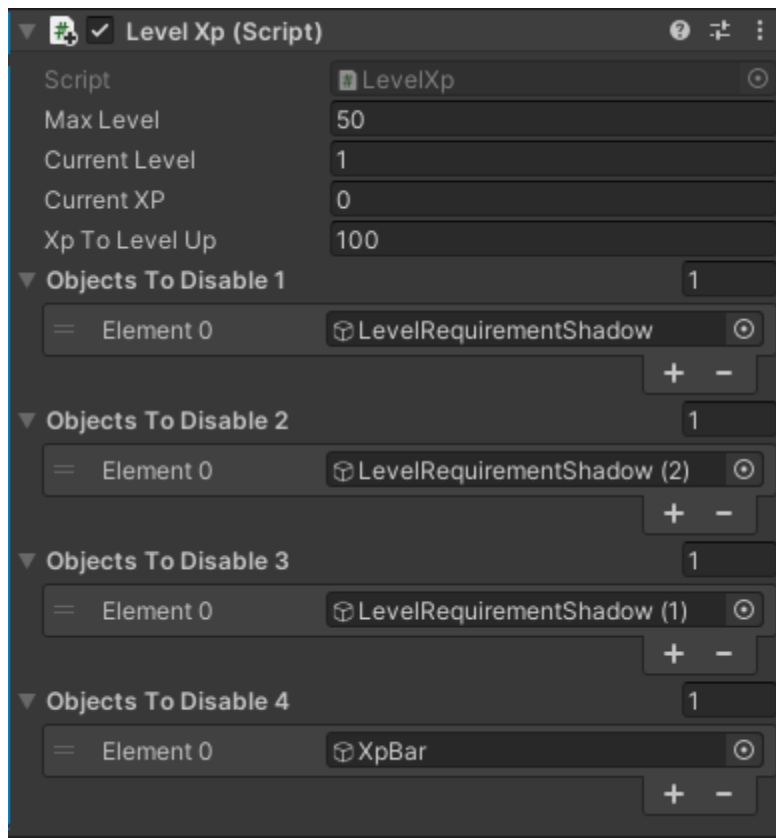 Level Xp (Script)
Script LevelXp
Max Level 50
Current Level 1
Current XP 0
Xp To Level Up 100
Objects To Disable 1 1
Element 0 LevelRequirementShadow
+ −
Objects To Disable 2 1
Element 0 LevelRequirementShadow (2)
+ −
Objects To Disable 3 1
Element 0 LevelRequirementShadow (1)
+ −
Objects To Disable 4 1
Element 0 XpBar
+ −